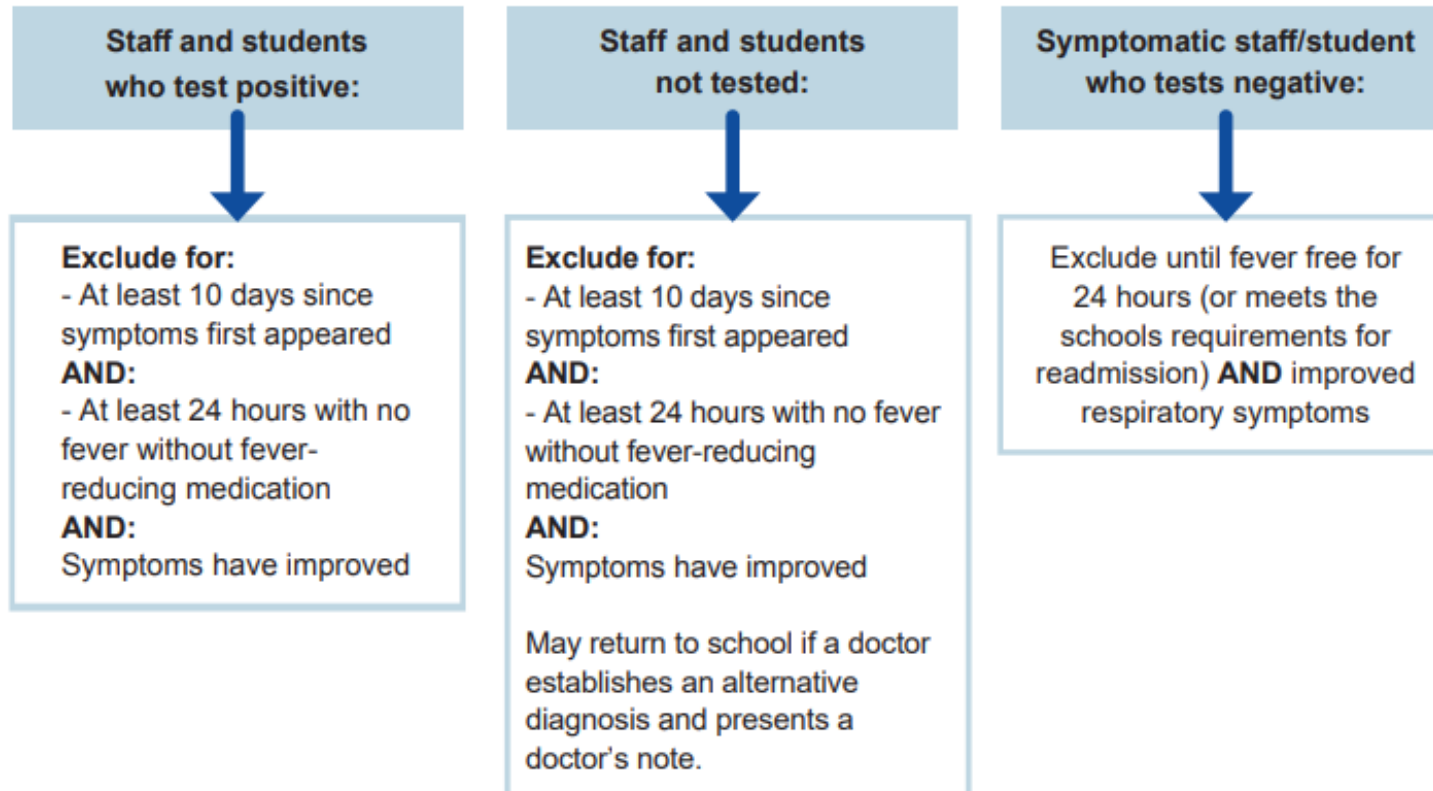 Staff and students
who test positive:
Exclude for:
- At least 10 days since
symptoms first appeared
AND:
- At least 24 hours with no
fever without fever-
reducing medication
AND:
Symptoms have improved
Staff and students
not tested:
Exclude for:
- At least 10 days since
symptoms first appeared
AND:
- At least 24 hours with no fever
without fever-reducing
medication
AND:
Symptoms have improved
May return to school if a doctor
establishes an alternative
diagnosis and presents a
doctor's note.
Symptomatic staff/student
who tests negative:
Exclude until fever free for
24 hours (or meets the
schools requirements for
readmission) AND improved
respiratory symptoms